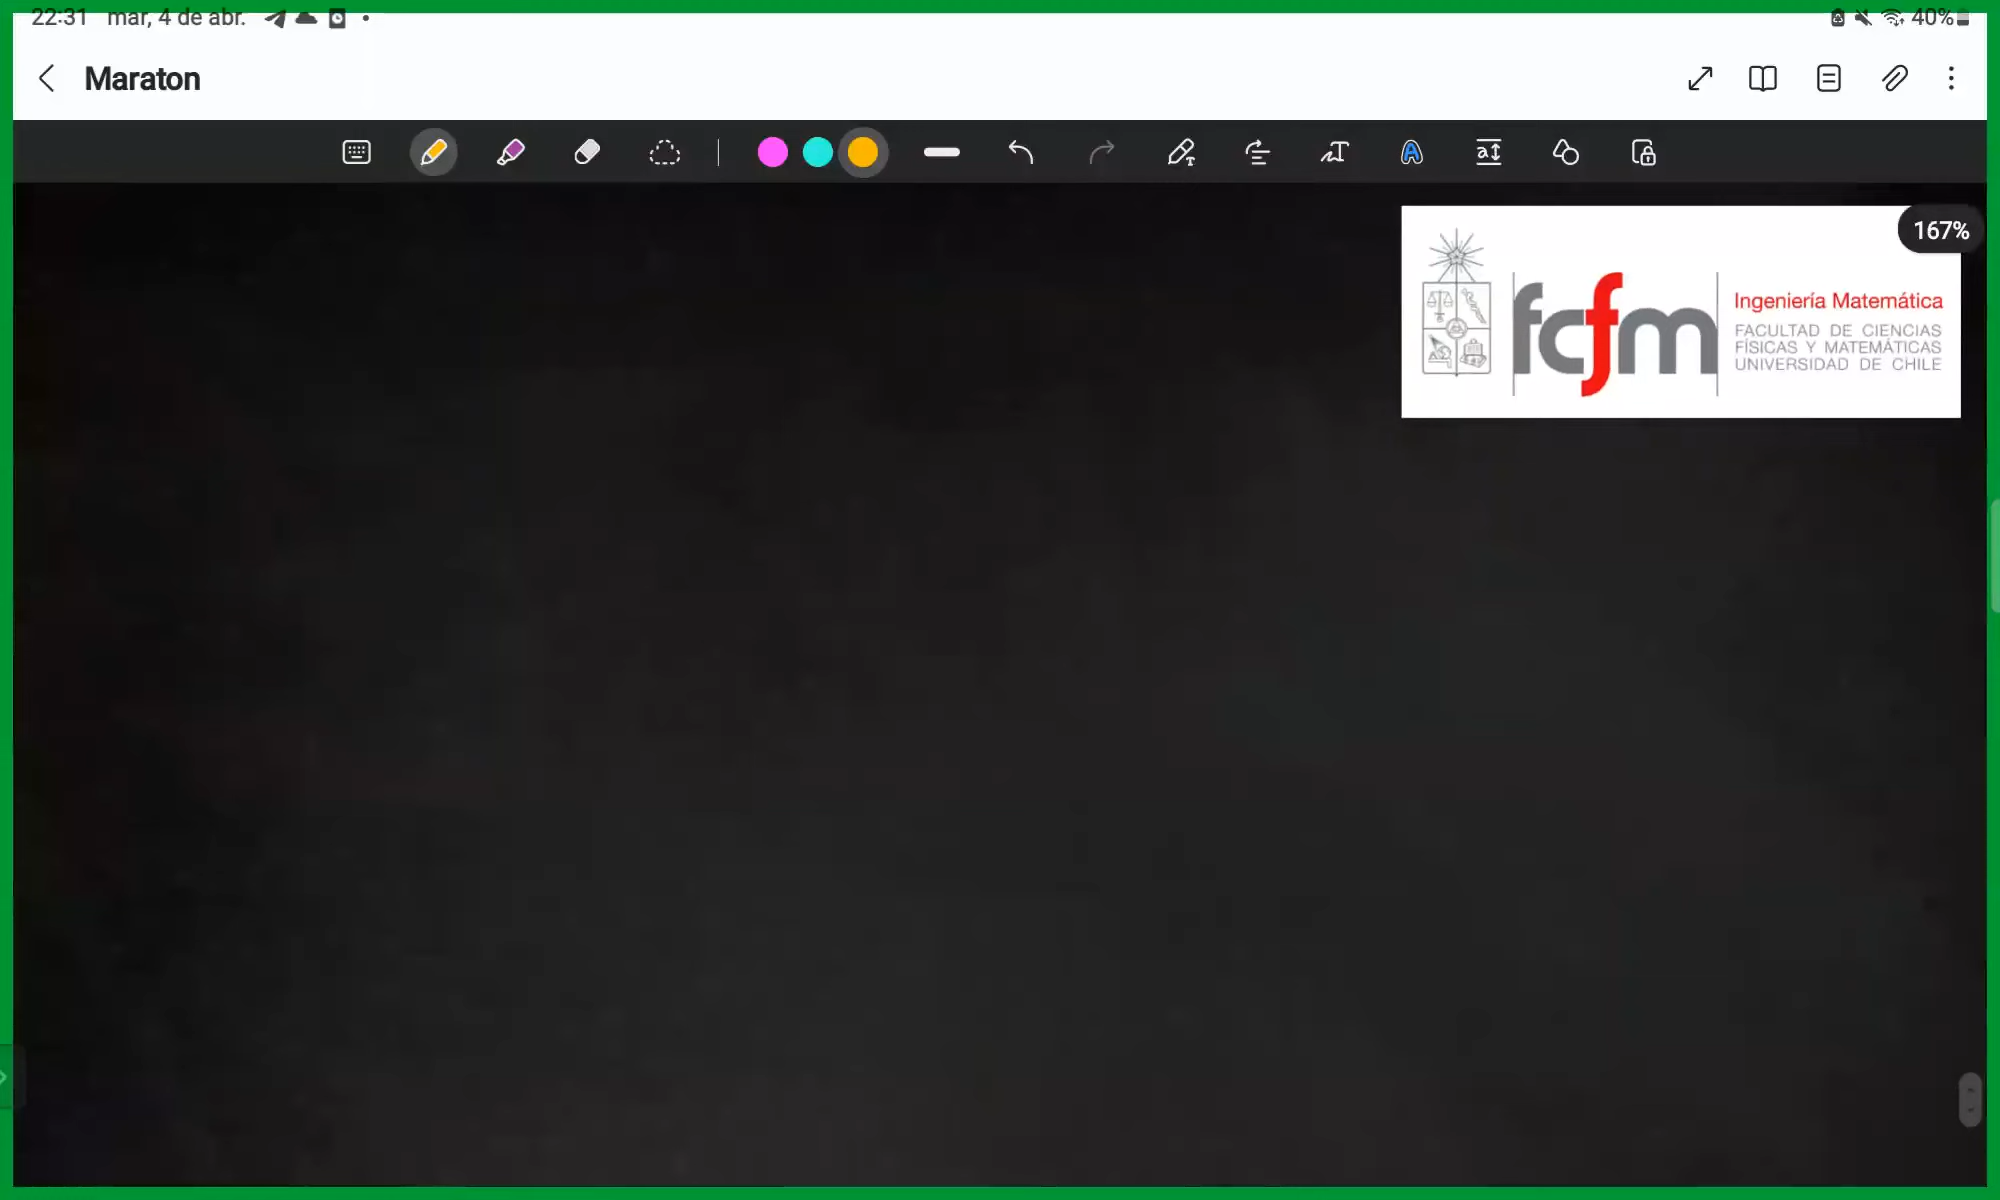 22:31 mar, 4 de abr.
40%
Maraton
167%
fcfm
Ingeniería Matemática
FACULTAD DE CIENCIAS
FÍSICAS Y MATEMÁTICAS
UNIVERSIDAD DE CHILE